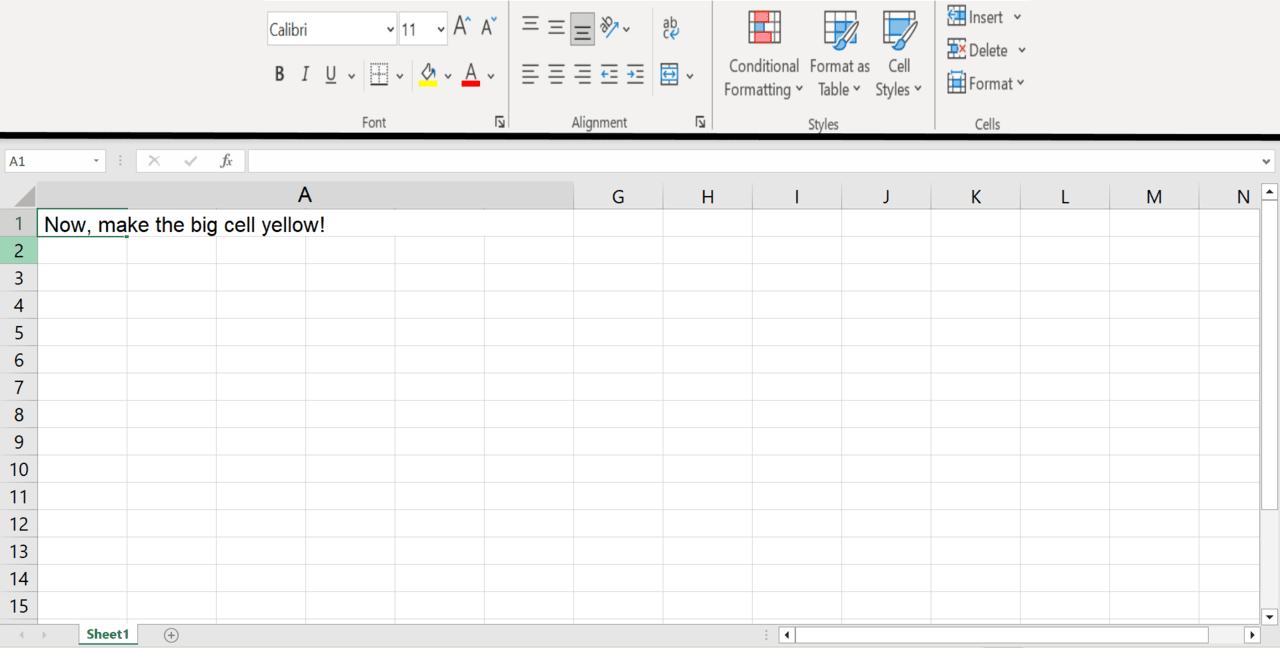 Calibri 11 A A ab
c
B I U A
Conditional Formatting
Format as Table
Cell Styles
Insert
Delete
Format
Font Alignment Styles Cells
A1 fx
A G H I J K L M N
1 Now, make the big cell yellow!
2
3
4
5
6
7
8
9
10
11
12
13
14
15
Sheet1